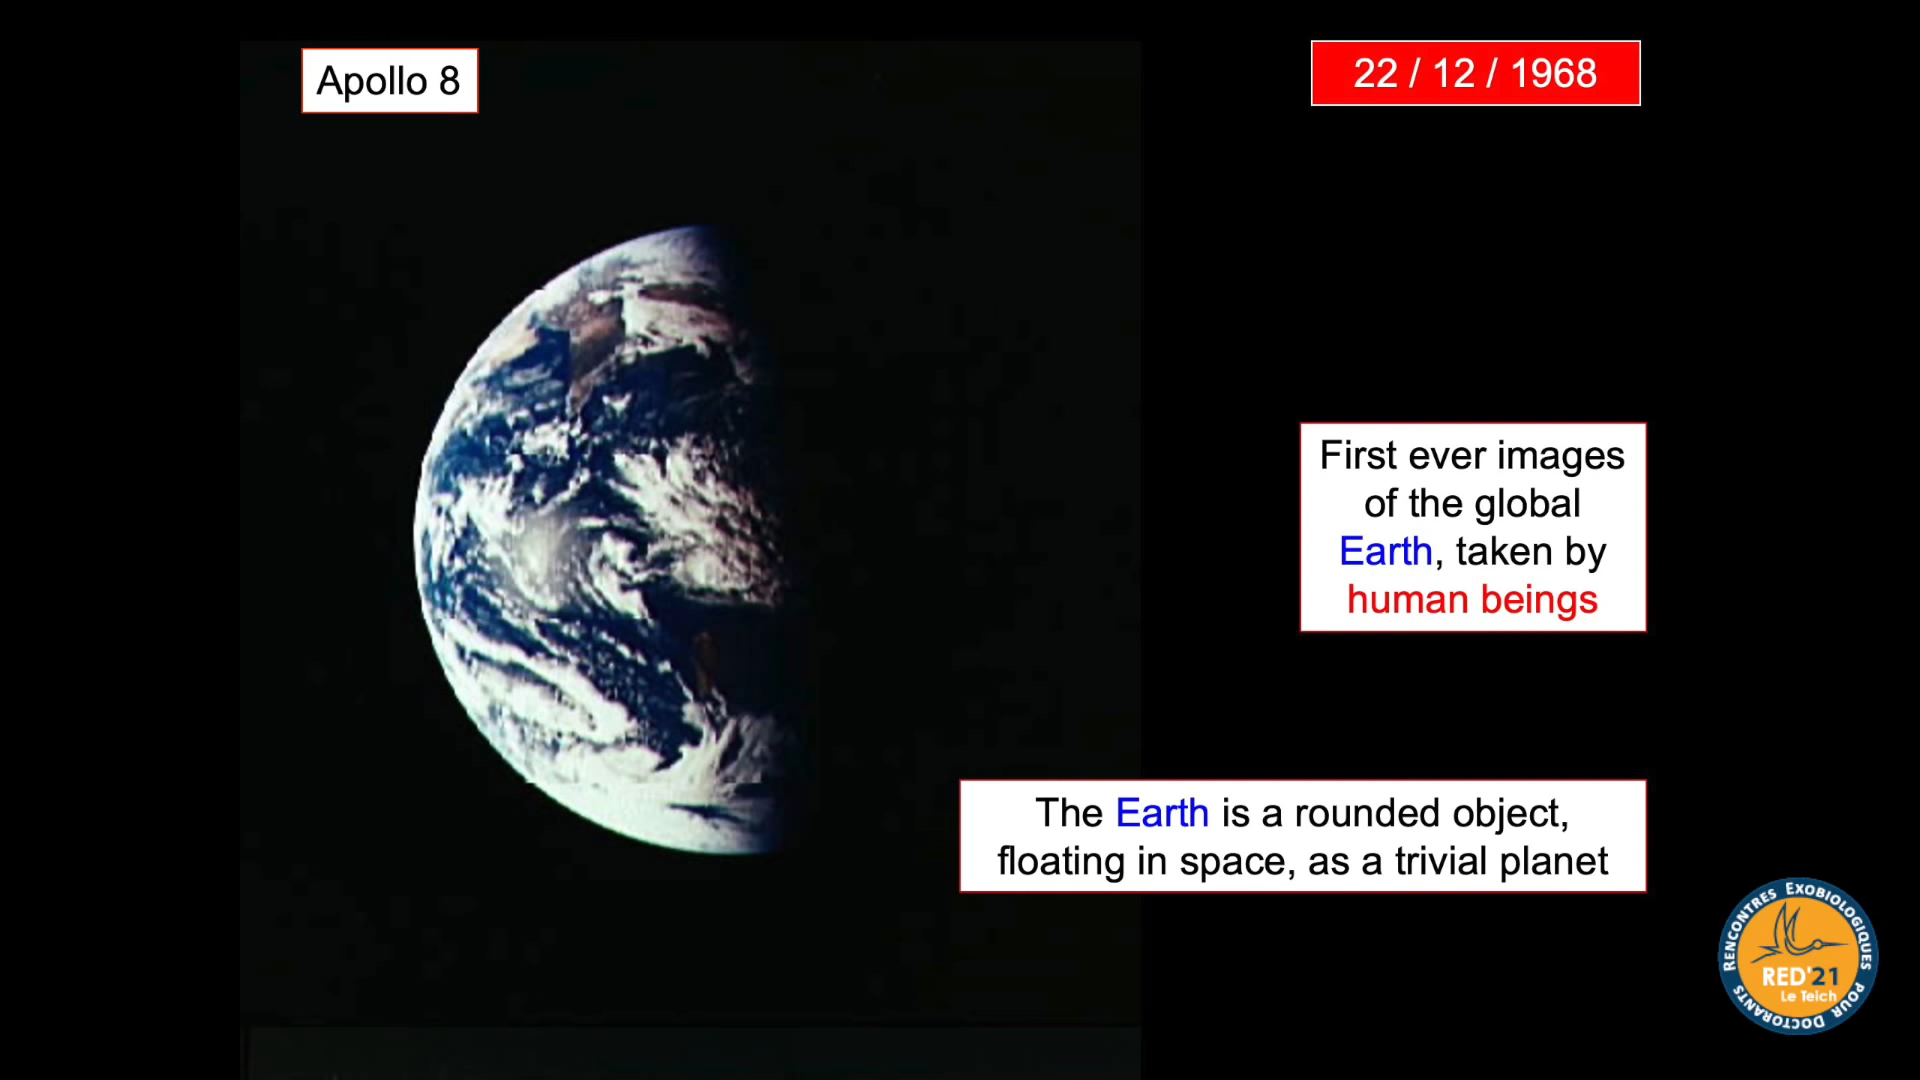 Apollo 8
22 / 12 / 1968
First ever images
of the global
Earth, taken by
human beings
The Earth is a rounded object,
floating in space, as a trivial planet
RENCONTRES EXOBIOLOGIQUES
POUR DOCTORANTS
RED'21
Le Teich